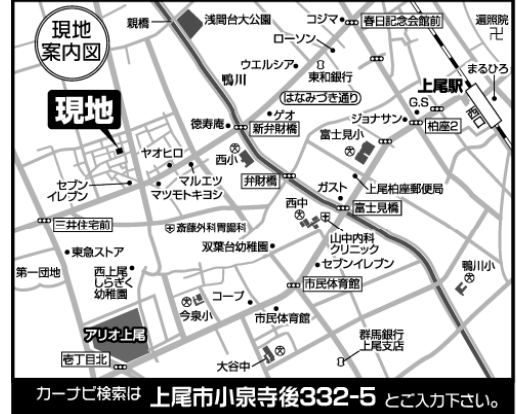 現地
案内図
親橋
浅間台大公園
コジマ
春日記念会館前
遍照院
ローソン
ウエルシア
鴨川
東和銀行
上尾駅
まるひろ
はなみづき通り
G.S.
西口
現地
徳寿庵
ゲオ
新弁財橋
ジョナサン
柏座2
富士見小
ヤオヒロ
西小
マルエツ
弁財橋
ガスト
上尾柏座郵便局
セブン
イレブン
マツモトキヨシ
西中
富士見橋
三井住宅前
斎藤外科胃腸科
山中内科
クリニック
双葉台幼稚園
東急ストア
セブンイレブン
鴨川小
第一団地
西上尾
しらぎく
幼稚園
市民体育館
コープ
今泉小
市民体育館
アリオ上尾
群馬銀行
上尾支店
壱丁目北
大谷中
カーナビ検索は 上尾市小泉寺後332-5 とご入力下さい。